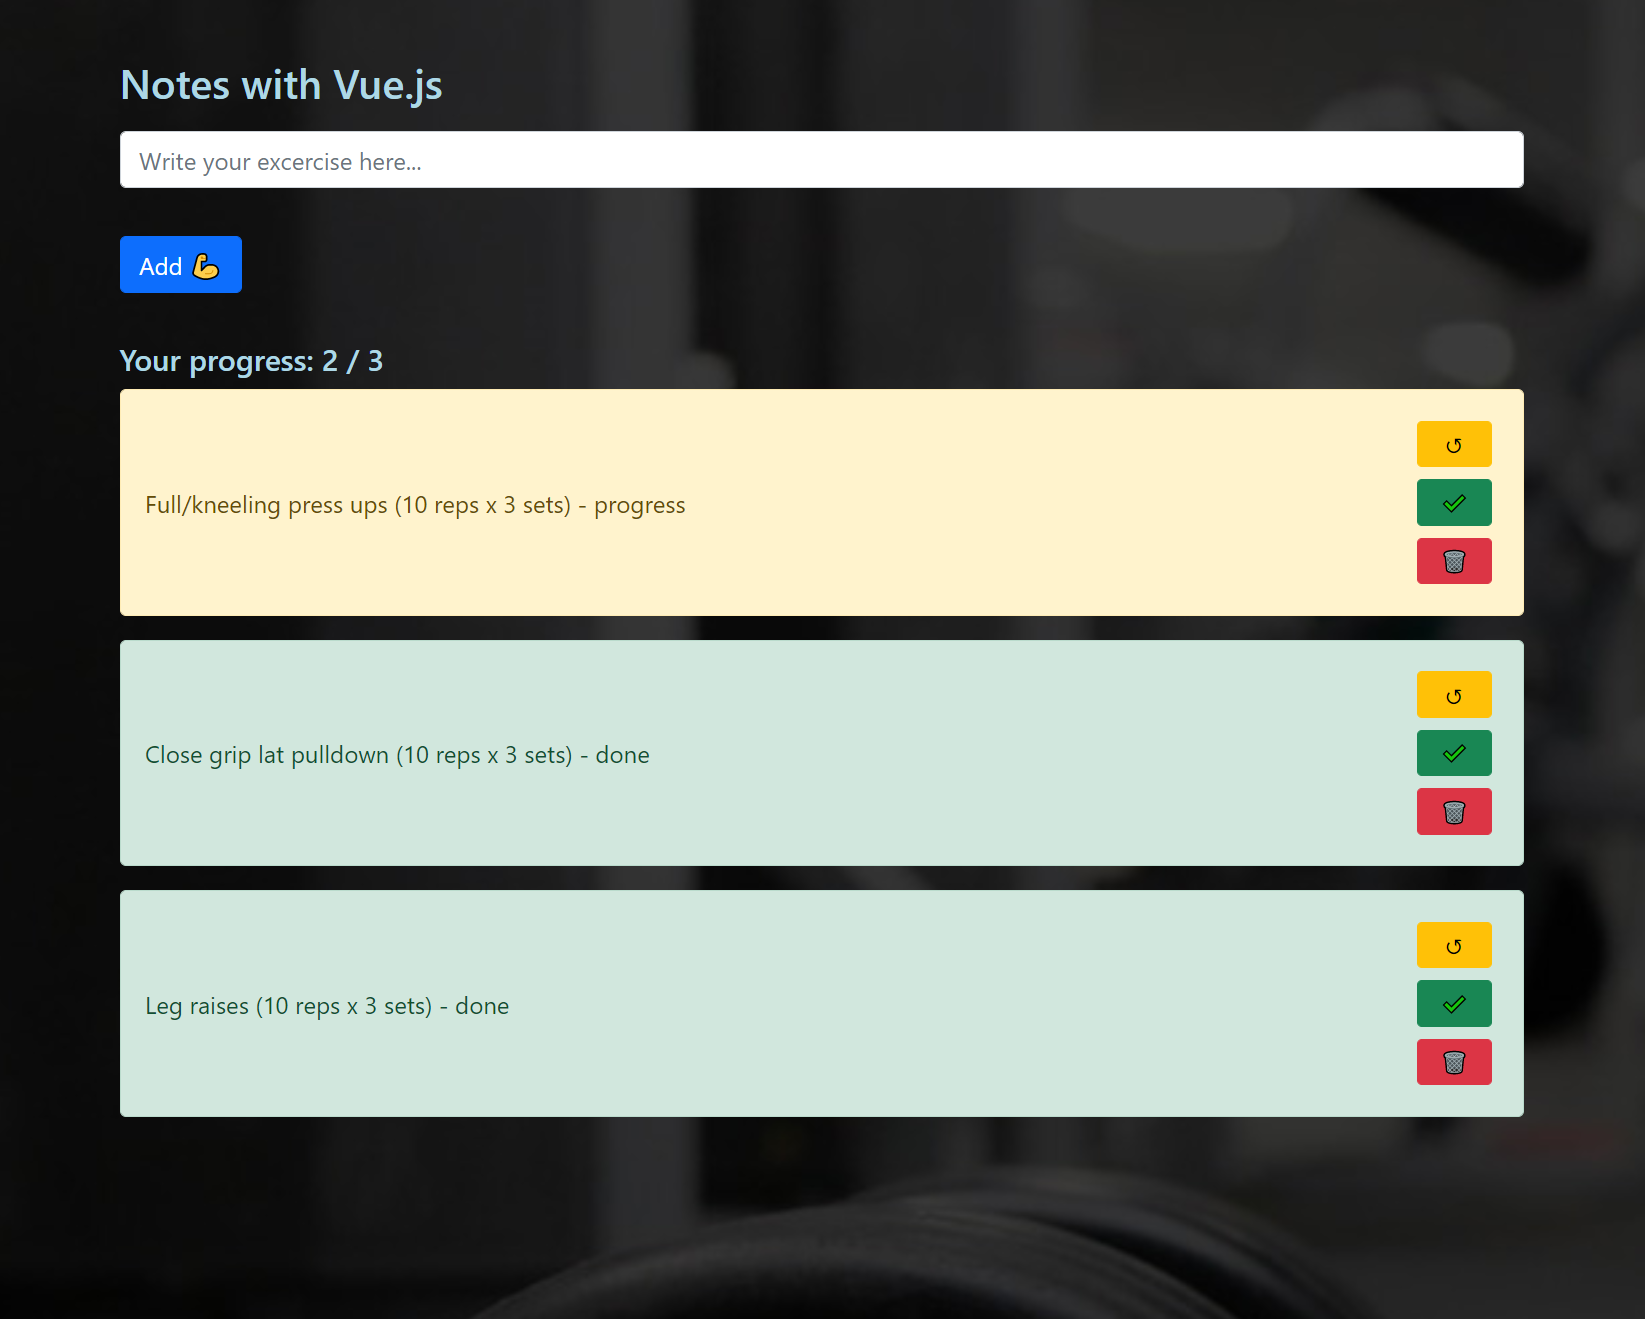 Notes with Vue.js
Write your excercise here...
Add 💪
Your progress: 2 / 3
Full/kneeling press ups (10 reps x 3 sets) - progress
Close grip lat pulldown (10 reps x 3 sets) - done
Leg raises (10 reps x 3 sets) - done